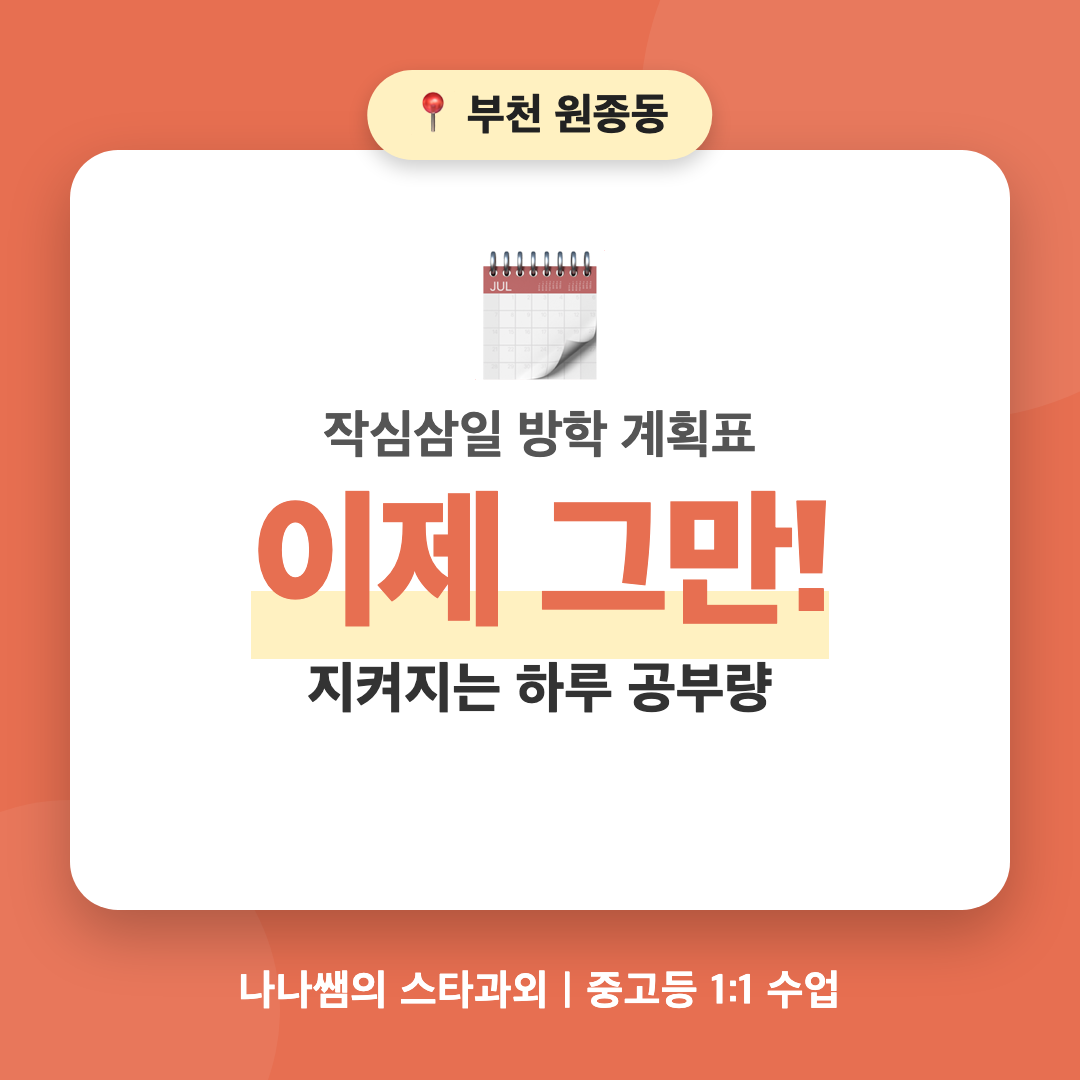 부천 원종동
JUL
작심삼일 방학 계획표
이제 그만!
지켜지는 하루 공부량
나나쌤의 스타과외 | 중고등 1:1 수업